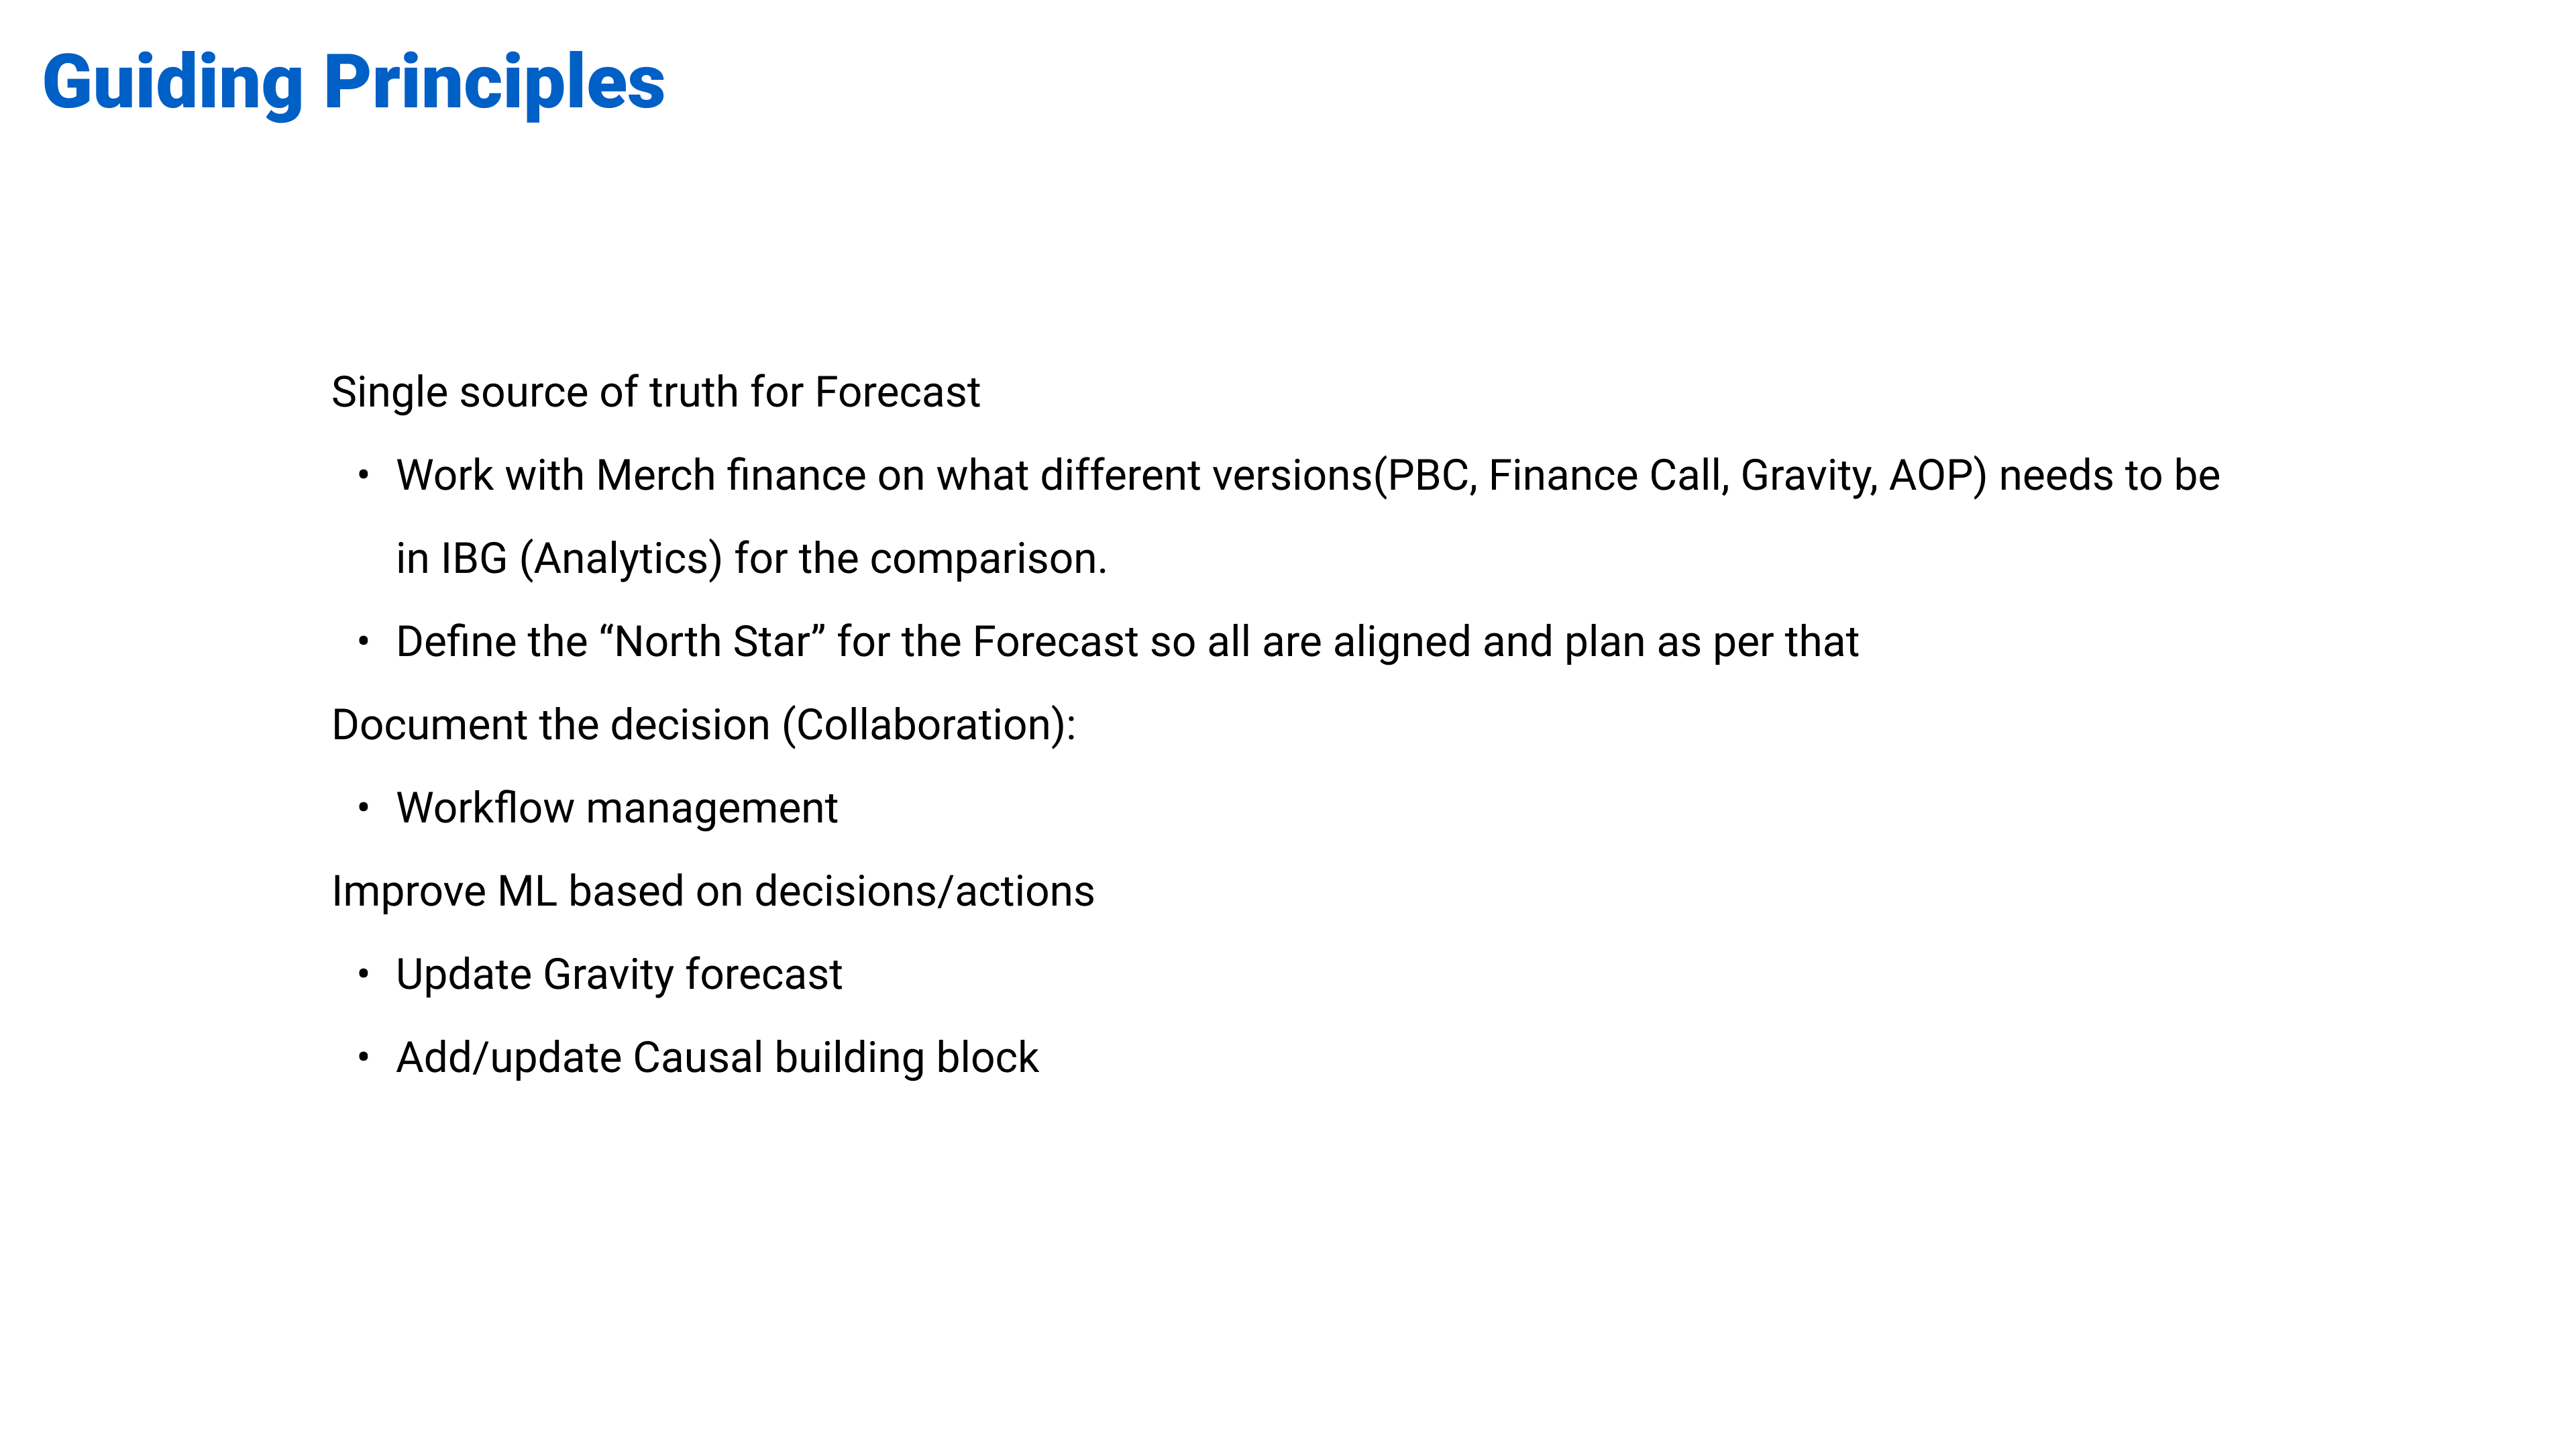 Guiding Principles
Single source of truth for Forecast
• Work with Merch finance on what different versions(PBC, Finance Call, Gravity, AOP) needs to be
in IBG (Analytics) for the comparison.
• Define the “North Star” for the Forecast so all are aligned and plan as per that
Document the decision (Collaboration):
• Workflow management
Improve ML based on decisions/actions
• Update Gravity forecast
• Add/update Causal building block